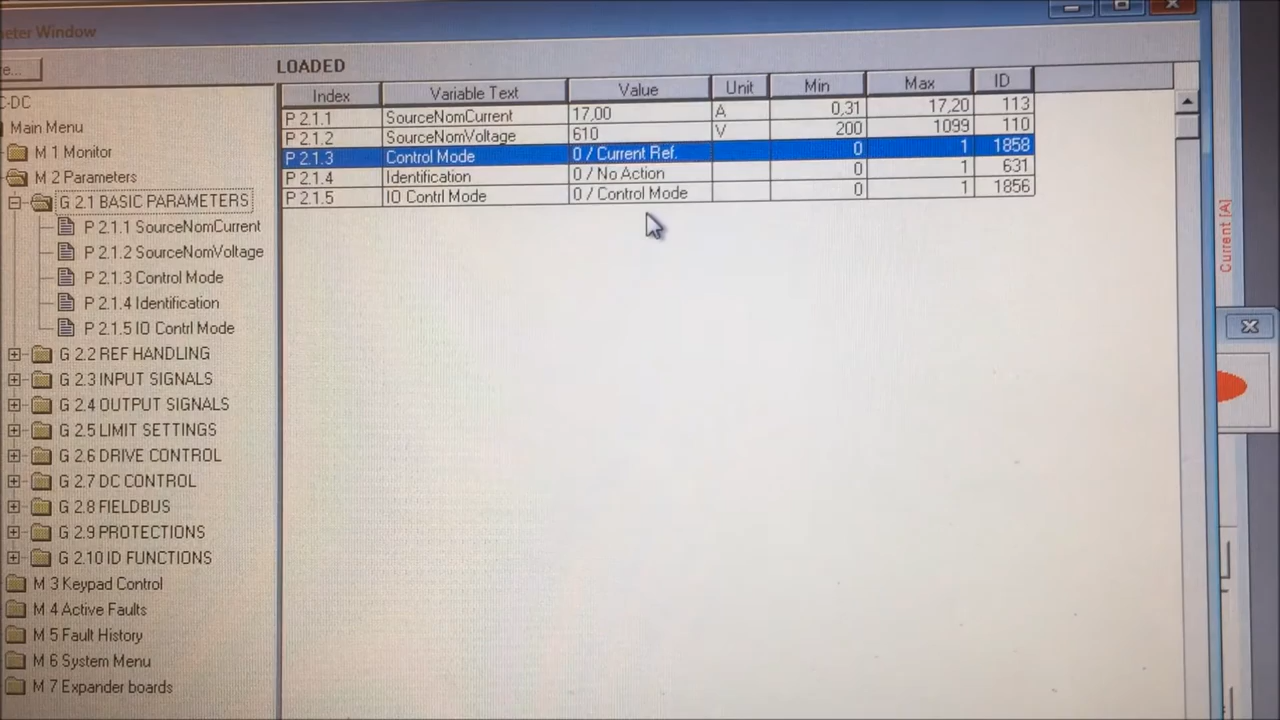 meter Window
LOADED
e...
C-DC
Index Variable Text Value Unit Min Max ID
P 2.1.1 SourceNomCurrent 17,00 A 0,31 17,20 113
P 2.1.2 SourceNomVoltage 610 V 200 1099 110
P 2.1.3 Control Mode 0 / Current Ref. 0 1 1858
P 2.1.4 Identification 0 / No Action 0 1 631
P 2.1.5 IO Contrl Mode 0 / Control Mode 0 1 1856
Main Menu
M 1 Monitor
M 2 Parameters
G 2.1 BASIC PARAMETERS
P 2.1.1 SourceNomCurrent
P 2.1.2 SourceNomVoltage
P 2.1.3 Control Mode
P 2.1.4 Identification
P 2.1.5 IO Contrl Mode
G 2.2 REF HANDLING
G 2.3 INPUT SIGNALS
G 2.4 OUTPUT SIGNALS
G 2.5 LIMIT SETTINGS
G 2.6 DRIVE CONTROL
G 2.7 DC CONTROL
G 2.8 FIELDBUS
G 2.9 PROTECTIONS
G 2.10 ID FUNCTIONS
M 3 Keypad Control
M 4 Active Faults
M 5 Fault History
M 6 System Menu
M 7 Expander boards
Current [A]